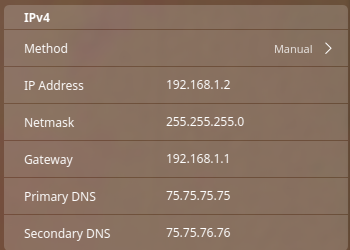 IPv4
Method Manual
IP Address 192.168.1.2
Netmask 255.255.255.0
Gateway 192.168.1.1
Primary DNS 75.75.75.75
Secondary DNS 75.75.76.76